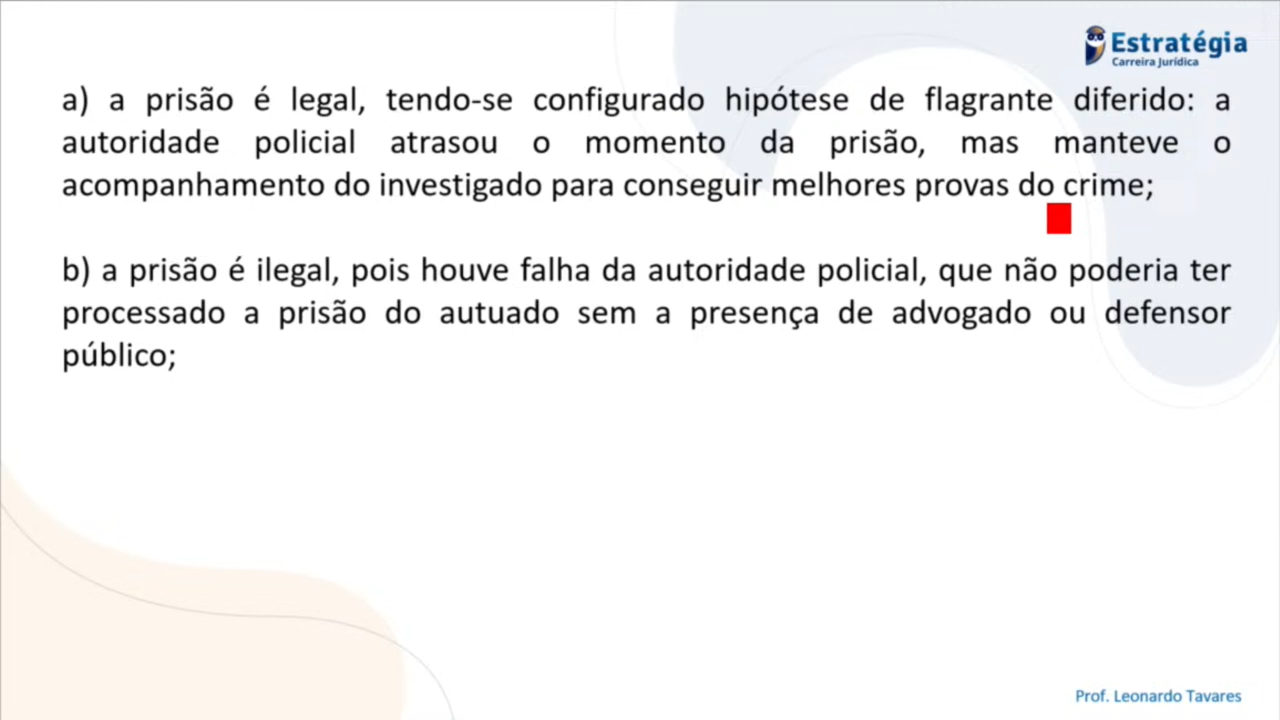 Estratégia
Carreira Jurídica
a) a prisão é legal, tendo-se configurado hipótese de flagrante diferido: a
autoridade policial atrasou o momento da prisão, mas manteve o
acompanhamento do investigado para conseguir melhores provas do crime;
b) a prisão é ilegal, pois houve falha da autoridade policial, que não poderia ter
processado a prisão do autuado sem a presença de advogado ou defensor
público;
Prof. Leonardo Tavares